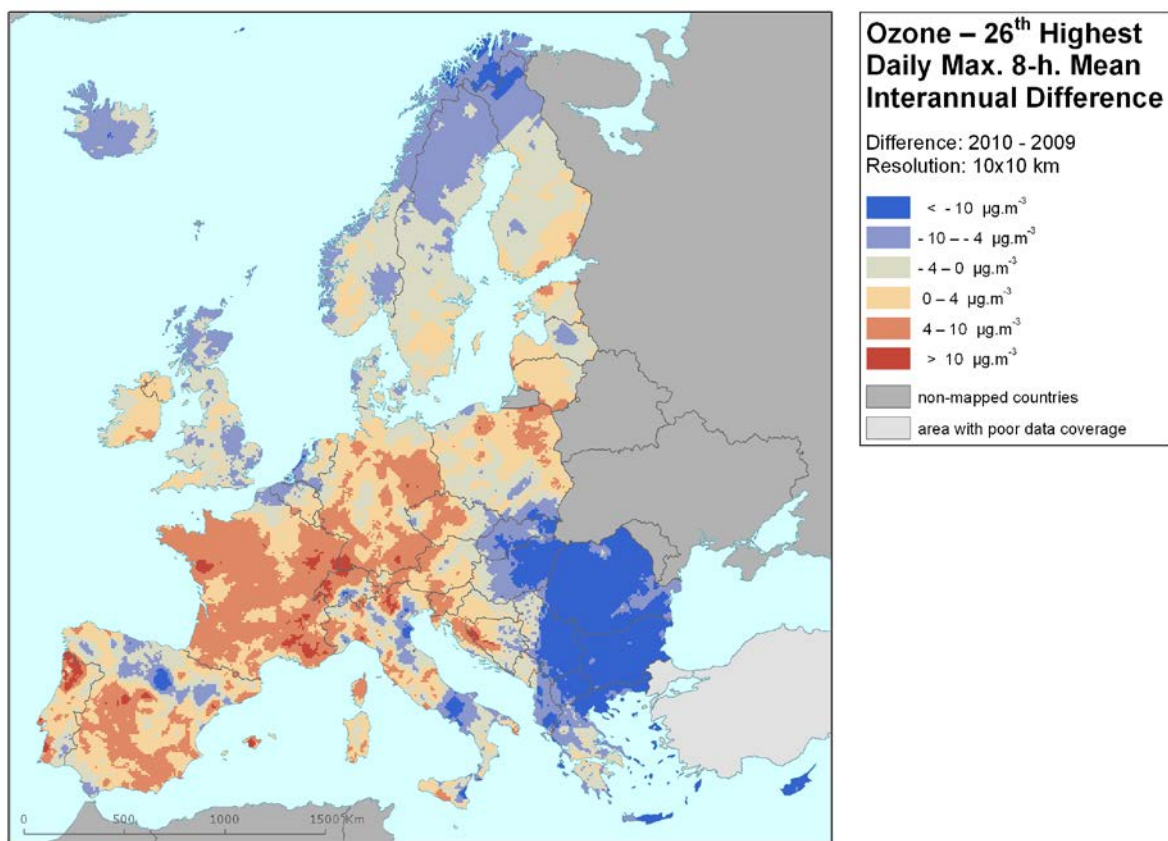 Ozone – 26th Highest
Daily Max. 8-h. Mean
Interannual Difference
Difference: 2010 - 2009
Resolution: 10x10 km
< - 10 µg.m-3
- 10 – - 4 µg.m-3
- 4 – 0 µg.m-3
0 – 4 µg.m-3
4 – 10 µg.m-3
> 10 µg.m-3
non-mapped countries
area with poor data coverage
0 500 1000 1500 Km